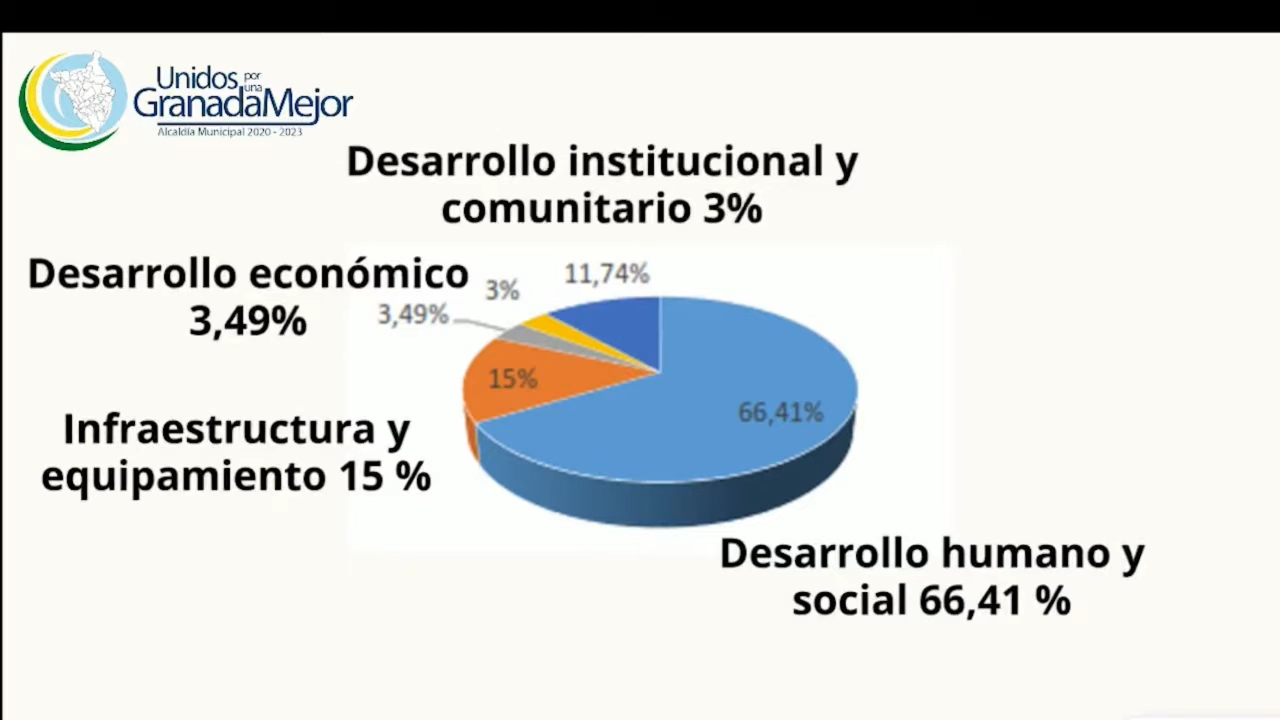 Unidos por una
GranadaMejor
Alcaldía Municipal 2020 - 2023
Desarrollo institucional y
comunitario 3%
Desarrollo económico
3,49%
3%
11,74%
3,49%
15%
66,41%
Infraestructura y
equipamiento 15 %
Desarrollo humano y
social 66,41 %